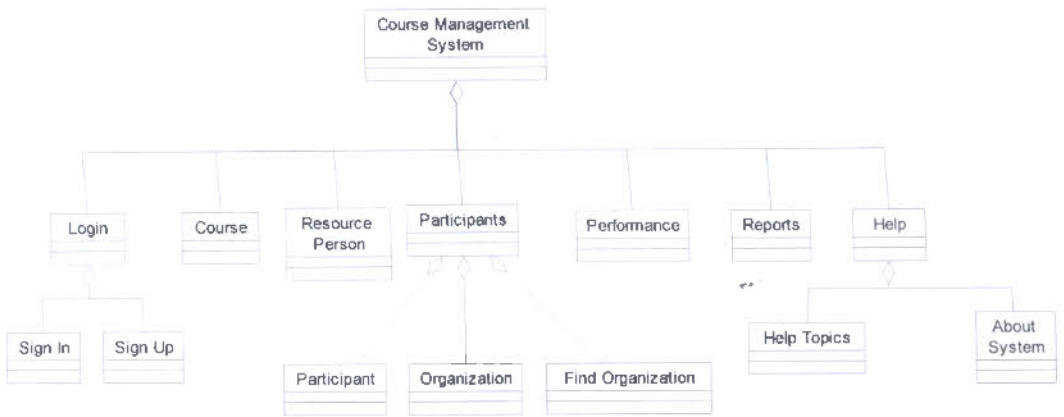 Course Management
System
Login
Course
Resource
Person
Participants
Performance
Reports
Help
Sign In
Sign Up
Participant
Organization
Find Organization
Help Topics
About
System